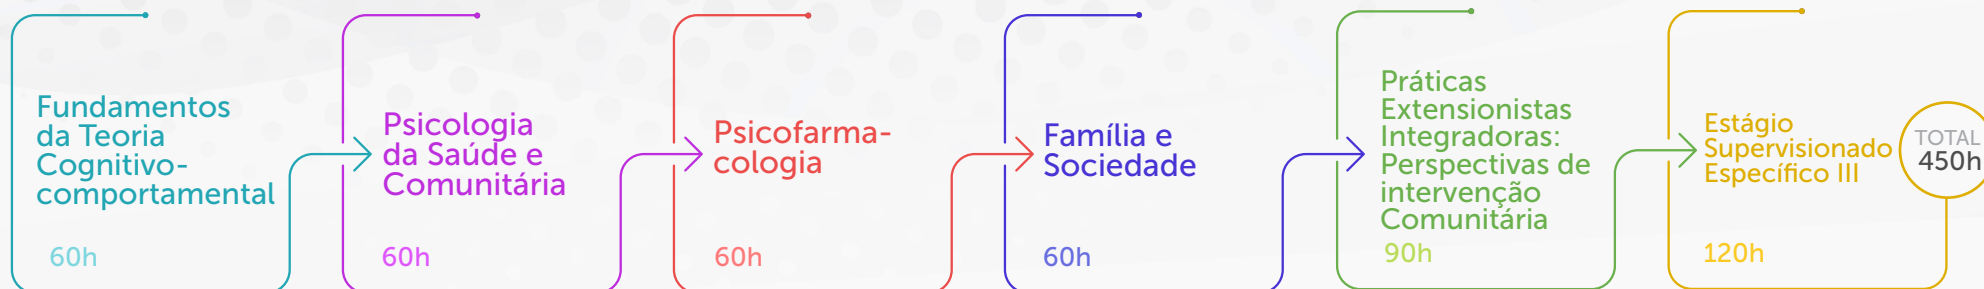 Fundamentos
da Teoria
Cognitivo-
comportamental
60h
Psicologia
da Saúde e
Comunitária
60h
Psicofarma-
cologia
60h
Família e
Sociedade
60h
Práticas
Extensionistas
Integradoras:
Perspectivas de
intervenção
Comunitária
90h
Estágio
Supervisionado
Específico III
120h
TOTAL
450h